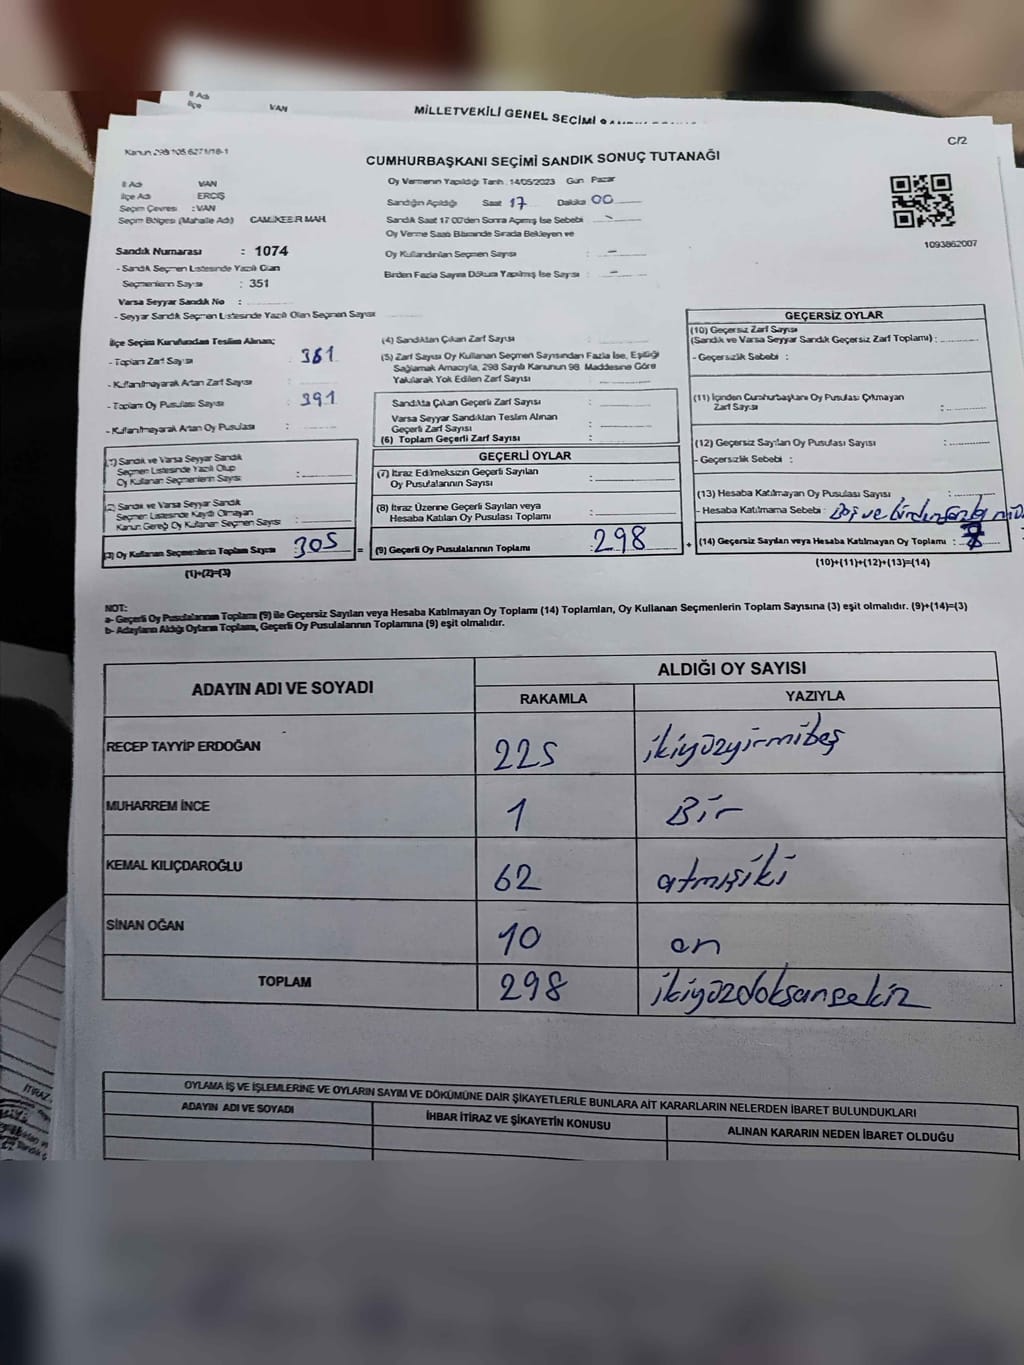 İl Adı
İlçe VAN
MİLLETVEKİLİ GENEL SEÇİMİ
C/2
Kanun 298/105,6271/18-1
CUMHURBAŞKANI SEÇİMİ SANDIK SONUÇ TUTANAĞI
İl Adı VAN
İlçe Adı ERCİŞ
Seçim Çevresi : VAN
Seçim Bölgesi (Mahalle Adı) CAMİKEBİR MAH.
Oy Vermenin Yapıldığı Tarih : 14/05/2023 Gün Pazar
Sandığın Açıldığı Saat 17 Dakika 00
Sandık Saat 17:00'den Sonra Açılmış İse Sebebi : -
Oy Verme Saati Bitiminde Sırada Bekleyen ve
Oy Kullandırılan Seçmen Sayısı : -
Birden Fazla Sayım Döküm Yapılmış İse Sayısı : -
1093862007
Sandık Numarası : 1074
- Sandık Seçmen Listesinde Yazılı Olan
Seçmenlerin Sayısı : 351
Varsa Seyyar Sandık No :
- Seyyar Sandık Seçmen Listesinde Yazılı Olan Seçmen Sayısı
İlçe Seçim Kurulundan Teslim Alınan;
- Toplam Zarf Sayısı : 361
- Kullanılmayarak Artan Zarf Sayısı :
- Toplam Oy Pusulası Sayısı : 391
- Kullanılmayarak Artan Oy Pusulası :
(1) Sandık ve Varsa Seyyar Sandık
Seçmen Listesinde Yazılı Olup
Oy Kullanan Seçmenlerin Sayısı :
(2) Sandık ve Varsa Seyyar Sandık
Seçmen Listesinde Kayıtlı Olmayan
Kanun Gereği Oy Kullanan Seçmen Sayısı :
(3) Oy Kullanan Seçmenlerin Toplam Sayısı : 305 =
(1)+(2)=(3)
(4) Sandıktan Çıkan Zarf Sayısı :
(5) Zarf Sayısı Oy Kullanan Seçmen Sayısından Fazla İse, Eşitliği
Sağlamak Amacıyla, 298 Sayılı Kanunun 98. Maddesine Göre
Yakılarak Yok Edilen Zarf Sayısı :
Sandıkta Çıkan Geçerli Zarf Sayısı :
Varsa Seyyar Sandıktan Teslim Alınan
Geçerli Zarf Sayısı :
(6) Toplam Geçerli Zarf Sayısı :
GEÇERLİ OYLAR
(7) İtiraz Edilmeksizin Geçerli Sayılan
Oy Pusulalarının Sayısı :
(8) İtiraz Üzerine Geçerli Sayılan veya
Hesaba Katılan Oy Pusulası Toplamı :
(9) Geçerli Oy Pusulalarının Toplamı : 298 +
GEÇERSİZ OYLAR
(10) Geçersiz Zarf Sayısı
(Sandık ve Varsa Seyyar Sandık Geçersiz Zarf Toplamı) :
- Geçersizlik Sebebi :
(11) İçinden Cumhurbaşkanı Oy Pusulası Çıkmayan
Zarf Sayısı :
(12) Geçersiz Sayılan Oy Pusulası Sayısı :
- Geçersizlik Sebebi :
(13) Hesaba Katılmayan Oy Pusulası Sayısı :
- Hesaba Katılmama Sebebi : Boş ve birden fazla
(14) Geçersiz Sayılan veya Hesaba Katılmayan Oy Toplamı :
(10)+(11)+(12)+(13)=(14)
NOT:
a- Geçerli Oy Pusulalarının Toplamı (9) ile Geçersiz Sayılan veya Hesaba Katılmayan Oy Toplamı (14) Toplamları, Oy Kullanan Seçmenlerin Toplam Sayısına (3) eşit olmalıdır. (9)+(14)=(3)
b- Adayların Aldığı Oyların Toplamı, Geçerli Oy Pusulalarının Toplamına (9) eşit olmalıdır.
ADAYIN ADI VE SOYADI ALDIĞI OY SAYISI
RAKAMLA YAZIYLA
RECEP TAYYİP ERDOĞAN 225 ikiyüzyirmibeş
MUHARREM İNCE 1 Bir
KEMAL KILIÇDAROĞLU 62 atmışiki
SİNAN OĞAN 10 on
TOPLAM 298 ikiyüzdoksansekiz
OYLAMA İŞ VE İŞLEMLERİNE VE OYLARIN SAYIM VE DÖKÜMÜNE DAİR ŞİKAYETLERLE BUNLARA AİT KARARLARIN NELERDEN İBARET BULUNDUKLARI
ADAYIN ADI VE SOYADI İHBAR İTİRAZ VE ŞİKAYETİN KONUSU ALINAN KARARIN NEDEN İBARET OLDUĞU
İTİRAZ